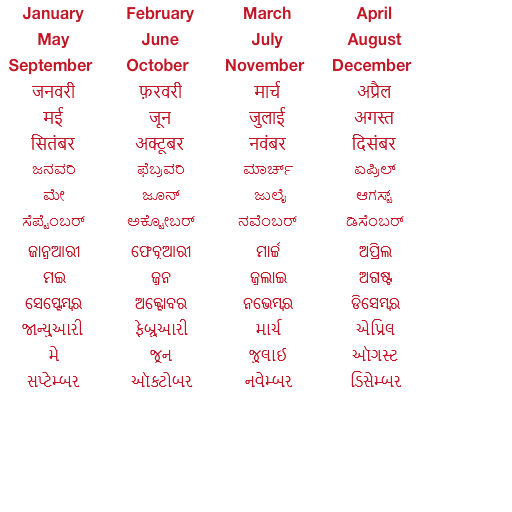 January February March April
May June July August
September October November December
जनवरी फ़रवरी मार्च अप्रैल
मई जून जुलाई अगस्त
सितंबर अक्टूबर नवंबर दिसंबर
ಜನವರಿ ಫೆಬ್ರವರಿ ಮಾರ್ಚ್ ಏಪ್ರಿಲ್
ಮೇ ಜೂನ್ ಜುಲೈ ಆಗಸ್ಟ
ಸೆಪ್ಟೆಂಬರ್ ಅಕ್ಟೋಬರ್ ನವೆಂಬರ್ ಡಿಸೆಂಬರ್
ଜାନୁଆରୀ ଫେବୃଆରୀ ମାର୍ଚ୍ଚ ଅପ୍ରିଲ
ମଇ ଜୁନ ଜୁଲାଇ ଅଗଷ୍ଟ
ସେପ୍ଟେମ୍ବର ଅକ୍ଟୋବର ନଭେମ୍ବର ଡିସେମ୍ବର
જાન્યુઆરી ફેબ્રુઆરી માર્ચ એપ્રિલ
મે જૂન જુલાઈ ઑગસ્ટ
સપ્ટેમ્બર ઑક્ટોબર નવેમ્બર ડિસેમ્બર